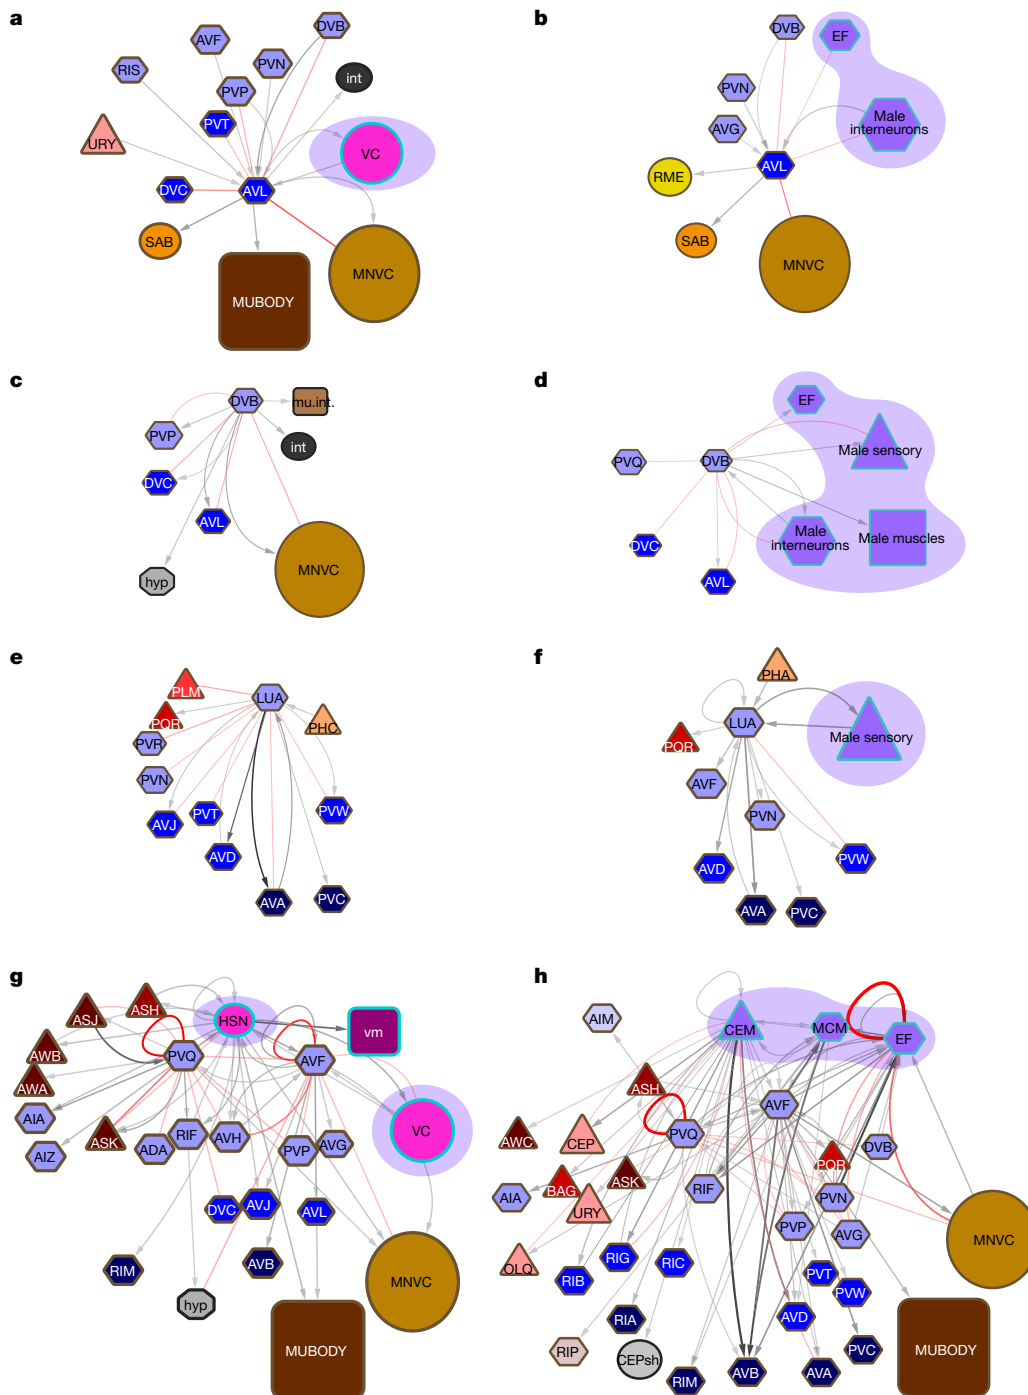 a
DVB
AVF
PVN
RIS
int
PVP
PVT
URY
VC
DVC
AVL
SAB
MNVC
MUBODY
b
DVB
EF
PVN
Male
interneurons
AVG
AVL
RME
SAB
MNVC
c
DVB
mu.int.
PVP
int
DVC
AVL
MNVC
hyp
d
EF
Male sensory
PVQ
DVB
Male
interneurons
Male muscles
DVC
AVL
e
PLM
LUA
PQR
PHC
PVR
PVN
AVJ
PVT
PVW
AVD
AVA
PVC
f
PHA
LUA
Male sensory
PQR
AVF
PVN
AVD
PVW
AVA
PVC
g
ASH
ASJ
HSN
vm
AWB
PVQ
AVF
AWA
AIA
VC
ASK
RIF
AVH
ADA
PVP
AVG
AIZ
DVC
AVJ
AVL
RIM
AVB
MNVC
hyp
MUBODY
h
AIM
CEM
MCM
EF
ASH
AVF
AWC
CEP
PVQ
DVB
PQR
BAG
ASK
RIF
AIA
URY
PVN
PVP
AVG
MNVC
OLQ
RIB
RIG
RIC
PVT
PVW
RIA
AVD
RIP
CEPsh
PVC
MUBODY
RIM
AVB
AVA